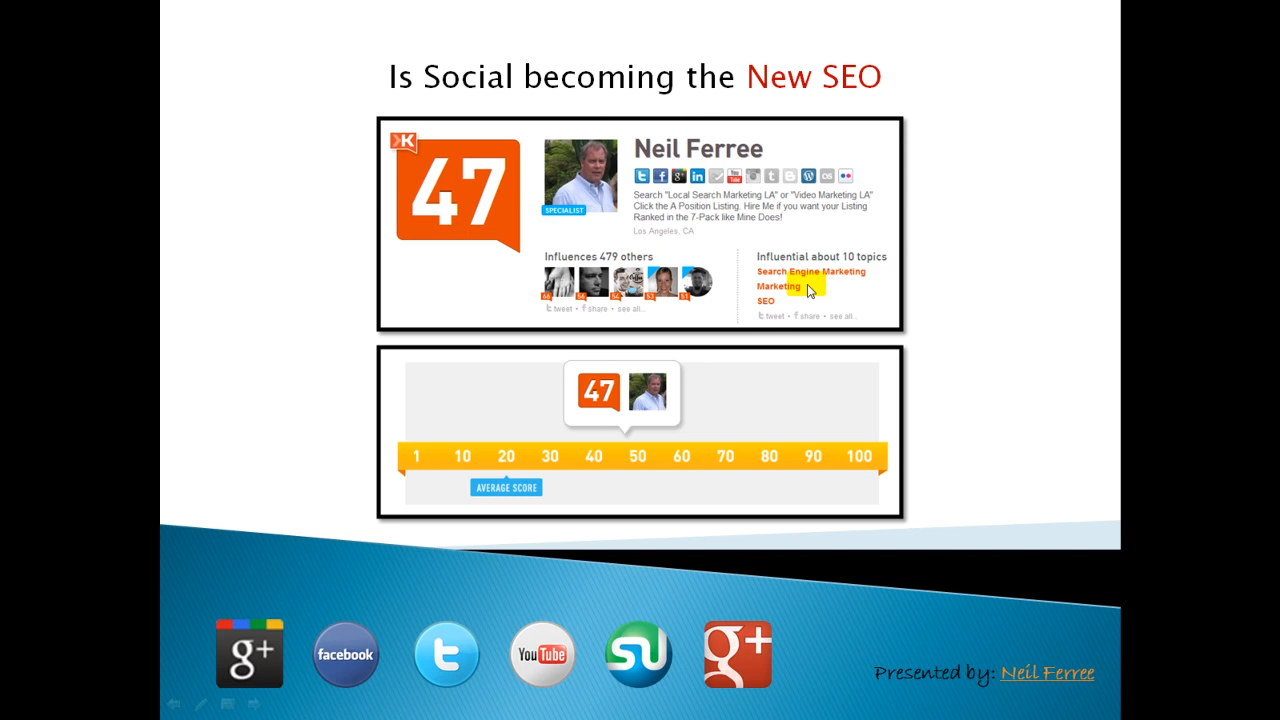 Is Social becoming the New SEO
K
47
SPECIALIST
Neil Ferree
Search "Local Search Marketing LA" or "Video Marketing LA"
Click the A Position Listing. Hire Me if you want your Listing
Ranked in the 7-Pack like Mine Does!
Los Angeles, CA
Influences 479 others
tweet • share • see all...
Influential about 10 topics
Search Engine Marketing
Marketing
SEO
tweet • share • see all..
47
1 10 20 30 40 50 60 70 80 90 100
AVERAGE SCORE
g+ facebook t YouTube SU g+
Presented by: Neil Ferree